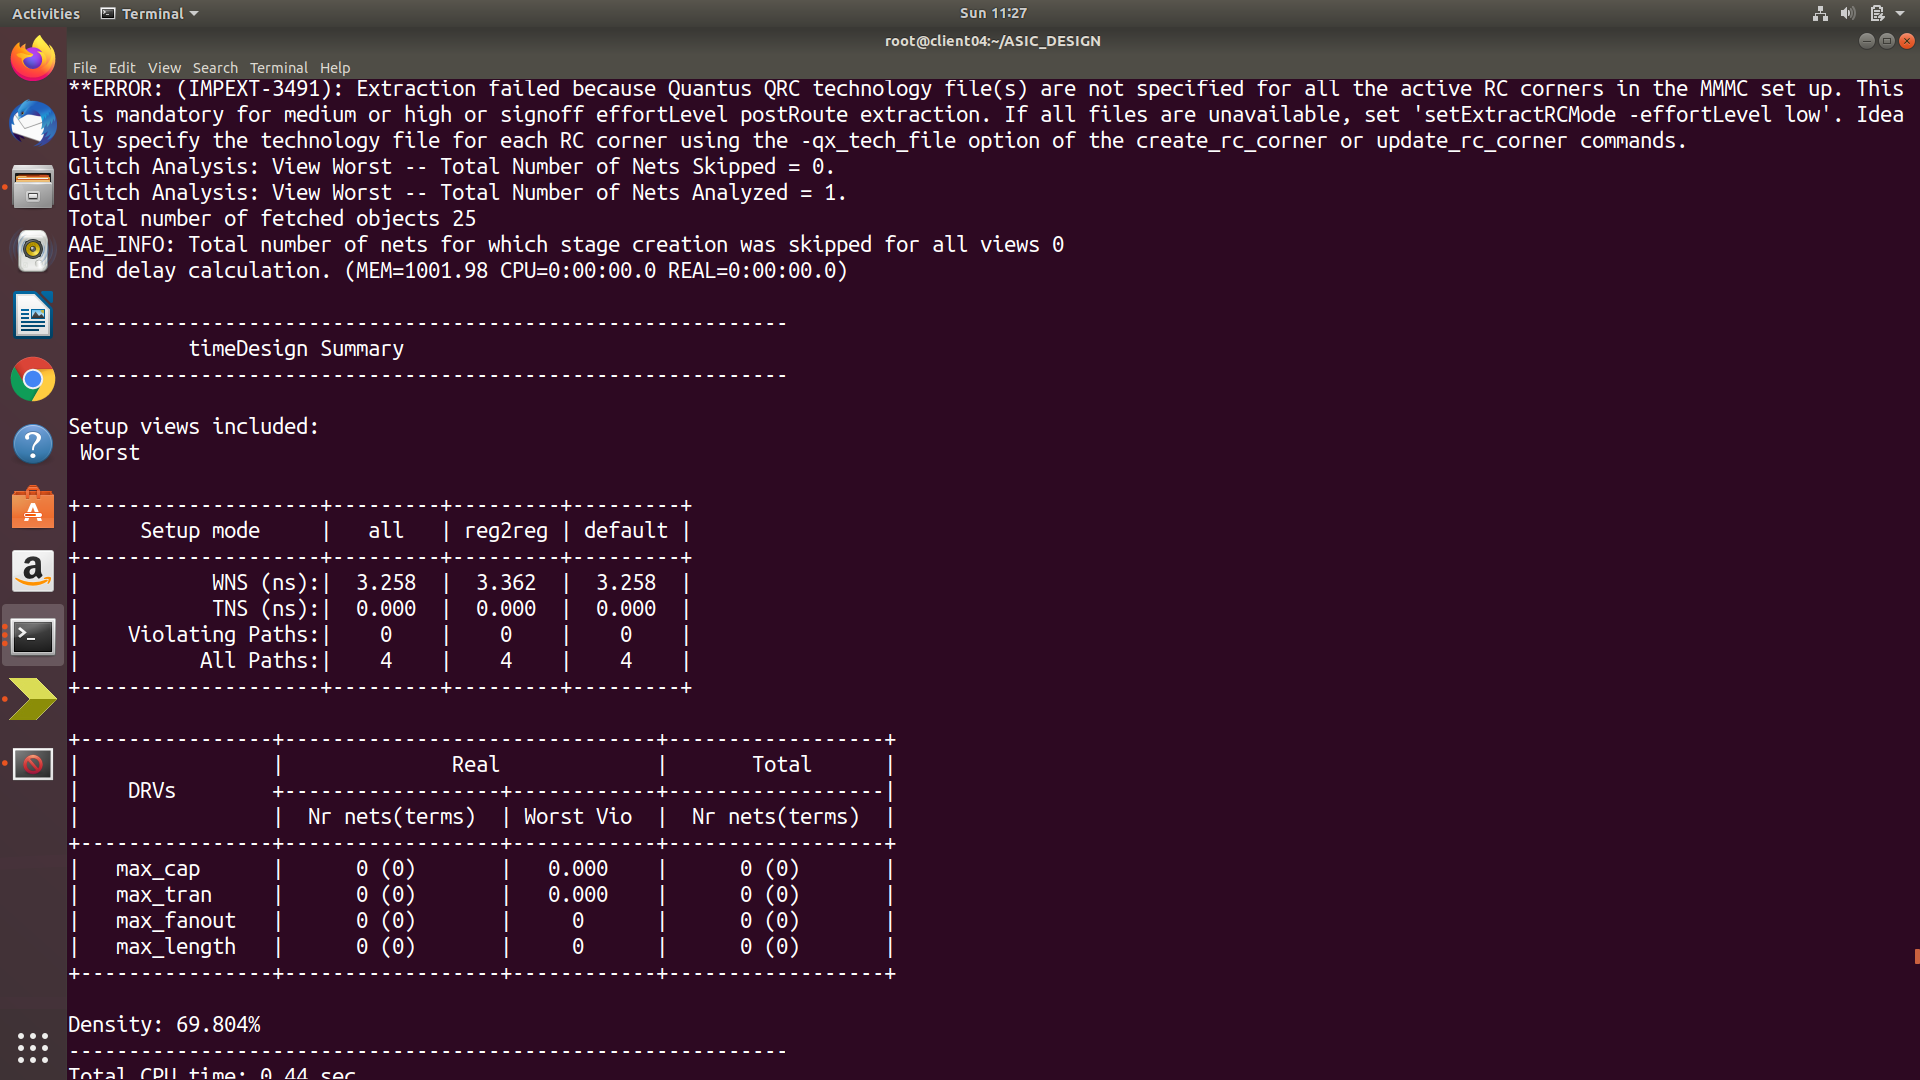 Activities Terminal Sun 11:27
root@client04:~/ASIC_DESIGN
File Edit View Search Terminal Help
**ERROR: (IMPEXT-3491): Extraction failed because Quantus QRC technology file(s) are not specified for all the active RC corners in the MMMC set up. This
 is mandatory for medium or high or signoff effortLevel postRoute extraction. If all files are unavailable, set 'setExtractRCMode -effortLevel low'. Idea
lly specify the technology file for each RC corner using the -qx_tech_file option of the create_rc_corner or update_rc_corner commands.
Glitch Analysis: View Worst -- Total Number of Nets Skipped = 0.
Glitch Analysis: View Worst -- Total Number of Nets Analyzed = 1.
Total number of fetched objects 25
AAE_INFO: Total number of nets for which stage creation was skipped for all views 0
End delay calculation. (MEM=1001.98 CPU=0:00:00.0 REAL=0:00:00.0)
------------------------------------------------------------
          timeDesign Summary
------------------------------------------------------------
Setup views included:
 Worst
+--------------------+---------+---------+---------+
|     Setup mode     |   all   | reg2reg | default |
+--------------------+---------+---------+---------+
|           WNS (ns):|  3.258  |  3.362  |  3.258  |
|           TNS (ns):|  0.000  |  0.000  |  0.000  |
|    Violating Paths:|    0    |    0    |    0    |
|          All Paths:|    4    |    4    |    4    |
+--------------------+---------+---------+---------+
+----------------+-------------------------------+------------------+
|                |              Real             |       Total      |
|    DRVs        +------------------+------------+------------------|
|                |  Nr nets(terms)  | Worst Vio  |  Nr nets(terms)  |
+----------------+------------------+------------+------------------+
|   max_cap      |      0 (0)       |   0.000    |      0 (0)       |
|   max_tran     |      0 (0)       |   0.000    |      0 (0)       |
|   max_fanout   |      0 (0)       |     0      |      0 (0)       |
|   max_length   |      0 (0)       |     0      |      0 (0)       |
+----------------+------------------+------------+------------------+
Density: 69.804%
------------------------------------------------------------
Total CPU time: 0.44 sec